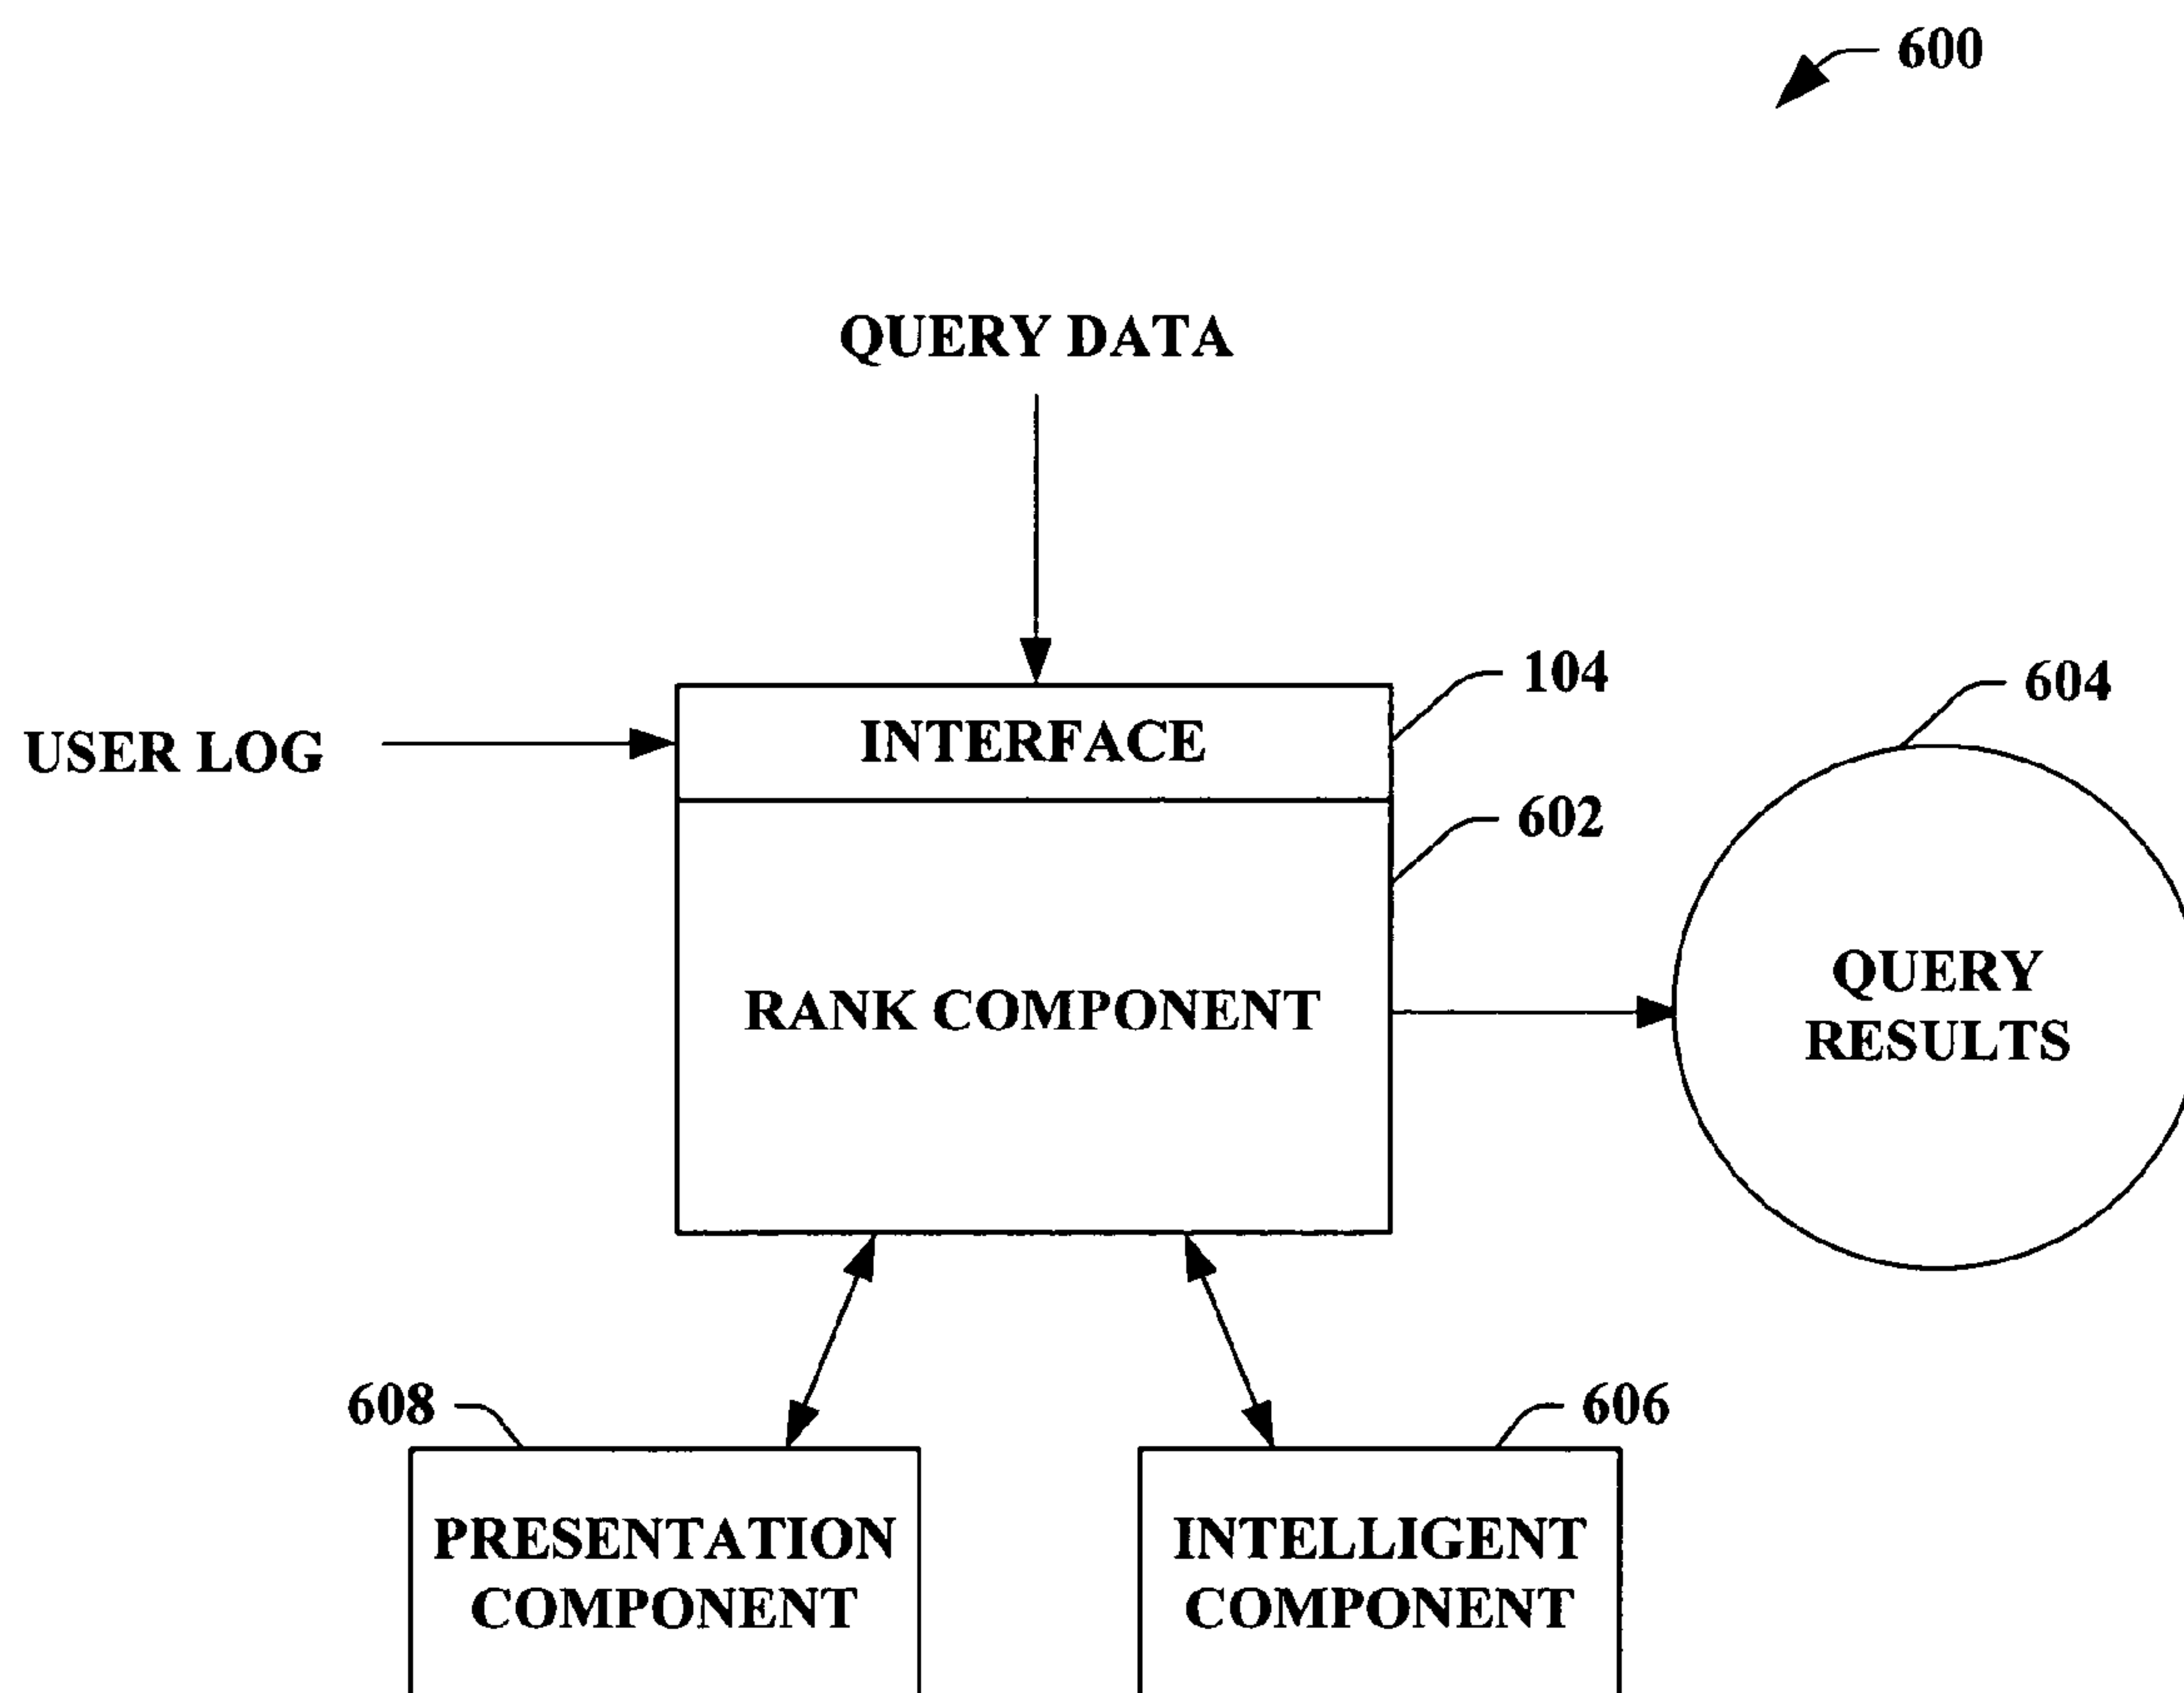 600
QUERY DATA
104
604
INTERFACE
USER LOG
602
QUERY
RESULTS
RANK COMPONENT
608
606
PRESENTATION
COMPONENT
INTELLIGENT
COMPONENT